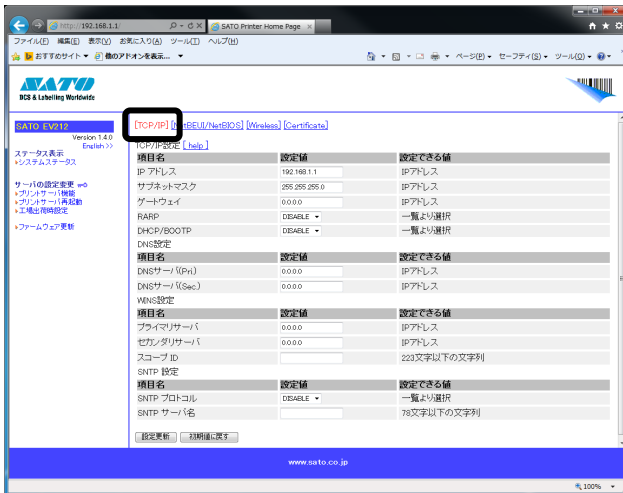 http://192.168.1.1/
SATO Printer Home Page
ファイル(F) 編集(E) 表示(V) お気に入り(A) ツール(T) ヘルプ(H)
おすすめサイト 他のアドオンを表示...
ページ(P) セーフティ(S) ツール(O)
SATO
BCS & Labelling Worldwide
SATO EV212
Version 1.4.0
English >>
ステータス表示
システムステータス
サーバの設定変更
プリントサーバ機能
プリントサーバ再起動
工場出荷時設定
ファームウェア更新
[TCP/IP] [NetBEUI/NetBIOS] [Wireless] [Certificate]
TCP/IP設定 [ help ]
項目名 設定値 設定できる値
IP アドレス 192.168.1.1 IPアドレス
サブネットマスク 255.255.255.0 IPアドレス
ゲートウェイ 0.0.0.0 IPアドレス
RARP DISABLE 一覧より選択
DHCP/BOOTP DISABLE 一覧より選択
DNS設定
項目名 設定値 設定できる値
DNSサーバ(Pri.) 0.0.0.0 IPアドレス
DNSサーバ(Sec.) 0.0.0.0 IPアドレス
WINS設定
項目名 設定値 設定できる値
プライマリサーバ 0.0.0.0 IPアドレス
セカンダリサーバ 0.0.0.0 IPアドレス
スコープ ID 223文字以下の文字列
SNTP 設定
項目名 設定値 設定できる値
SNTP プロトコル DISABLE 一覧より選択
SNTP サーバ名 78文字以下の文字列
設定更新 初期値に戻す
www.sato.co.jp
100%